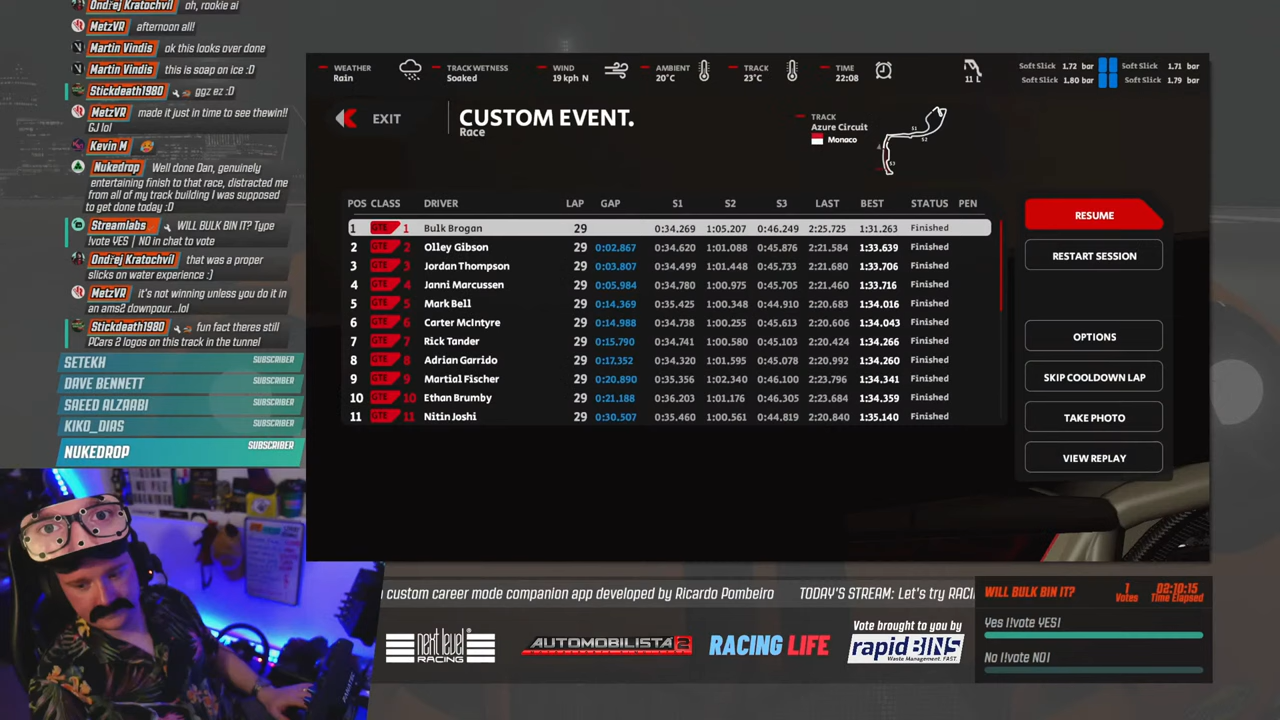 Ondřej Kratochvil oh, rookie ai
MetzVR afternoon all!
Martin Vindis ok this looks over done
Martin Vindis this is soap on ice :D
Stickdeath1980 ggz ez :D
MetzVR made it just in time to see thewin!!
GJ lol
Kevin M
Nukedrop Well done Dan, genuinely
entertaining finish to that race, distracted me
from all of my track building I was supposed
to get done today :D
Streamlabs WILL BULK BIN IT? Type
!vote YES | NO in chat to vote
Ondřej Kratochvil that was a proper
slicks on water experience :)
MetzVR it's not winning unless you do it in
an ams2 downpour...lol
Stickdeath1980 fun fact theres still
PCars 2 logos on this track in the tunnel
SETEKH SUBSCRIBER
DAVE BENNETT SUBSCRIBER
SAEED ALZAABI SUBSCRIBER
KIKO_DIAS SUBSCRIBER
NUKEDROP SUBSCRIBER
WEATHER
Rain
TRACK WETNESS
Soaked
WIND
19 kph N
AMBIENT
20°C
TRACK
23°C
TIME
22:08
11 L
Soft Slick 1.72 bar 1.71 Soft Slick bar
Soft Slick 1.80 bar 1.79 Soft Slick bar
EXIT
CUSTOM EVENT.
Race
TRACK
Azure Circuit
Monaco
POS CLASS DRIVER LAP GAP S1 S2 S3 LAST BEST STATUS PEN
1 GTE 1 Bulk Brogan 29 0:34.269 1:05.207 0:46.249 2:25.725 1:31.263 Finished
2 GTE 2 Olley Gibson 29 0:02.867 0:34.620 1:01.088 0:45.876 2:21.584 1:33.639 Finished
3 GTE 3 Jordan Thompson 29 0:03.807 0:34.499 1:01.448 0:45.733 2:21.680 1:33.706 Finished
4 GTE 4 Janni Marcussen 29 0:05.984 0:34.780 1:00.975 0:45.705 2:21.460 1:33.716 Finished
5 GTE 5 Mark Bell 29 0:14.369 0:35.425 1:00.348 0:44.910 2:20.683 1:34.016 Finished
6 GTE 6 Carter McIntyre 29 0:14.988 0:34.738 1:00.255 0:45.613 2:20.606 1:34.043 Finished
7 GTE 7 Rick Tander 29 0:15.790 0:34.741 1:00.580 0:45.103 2:20.424 1:34.266 Finished
8 GTE 8 Adrian Garrido 29 0:17.352 0:34.320 1:01.595 0:45.078 2:20.992 1:34.260 Finished
9 GTE 9 Martial Fischer 29 0:20.890 0:35.356 1:02.340 0:46.100 2:23.796 1:34.341 Finished
10 GTE 10 Ethan Brumby 29 0:21.188 0:36.203 1:01.176 0:46.305 2:23.684 1:34.359 Finished
11 GTE 11 Nitin Joshi 29 0:30.507 0:35.460 1:00.561 0:44.819 2:20.840 1:35.140 Finished
RESUME
RESTART SESSION
OPTIONS
SKIP COOLDOWN LAP
TAKE PHOTO
VIEW REPLAY
custom career mode companion app developed by Ricardo Pombeiro TODAY'S STREAM: Let's try RACI
NEXT LEVEL RACING
AUTOMOBILISTA 2
RACING LIFE
Vote brought to you by
rapidBINS
Waste Management. FAST.
WILL BULK BIN IT?
1 Votes
02:10:15
Time Elapsed
Yes !!vote YES!
No !!vote NO!
FANATEC